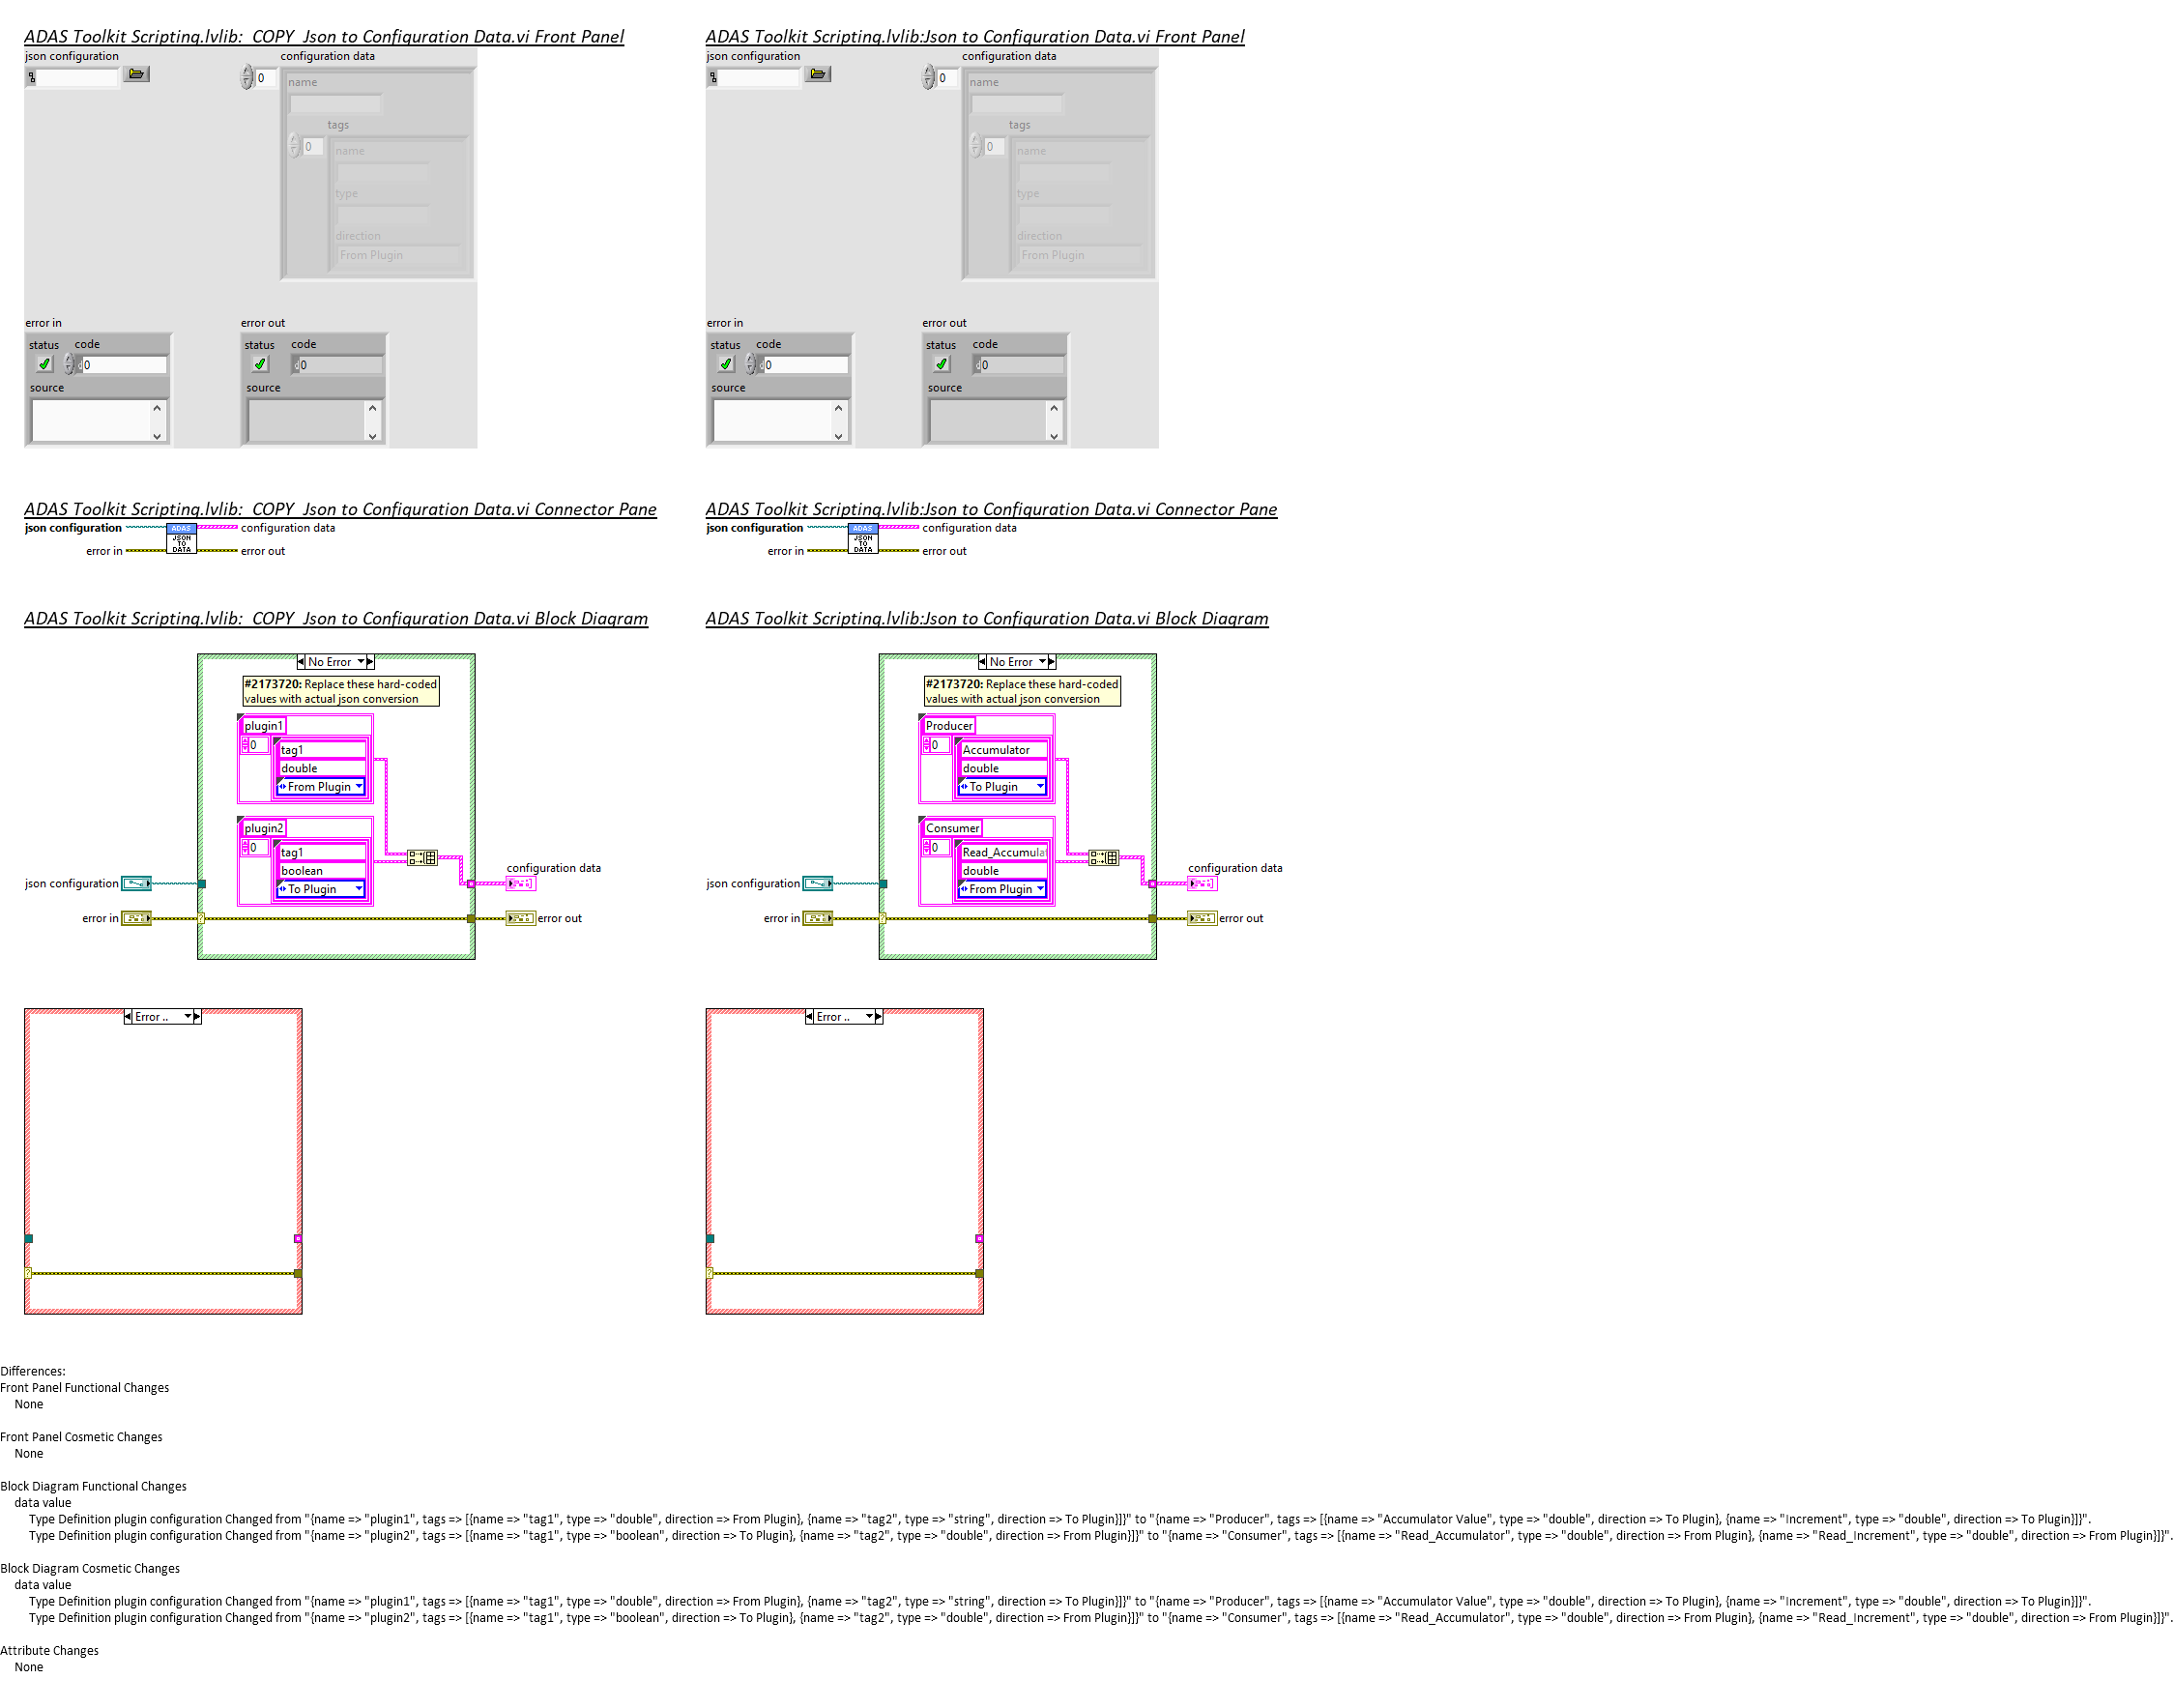 ADAS Toolkit Scripting.lvlib:  COPY  Json to Configuration Data.vi Front Panel
json configuration
configuration data
0
name
tags
0
name
type
direction
From Plugin
error in
status
code
0
source
error out
status
code
0
source
ADAS Toolkit Scripting.lvlib:Json to Configuration Data.vi Front Panel
json configuration
configuration data
0
name
tags
0
name
type
direction
From Plugin
error in
status
code
0
source
error out
status
code
0
source
ADAS Toolkit Scripting.lvlib:  COPY  Json to Configuration Data.vi Connector Pane
json configuration
ADAS
JSON
TO
DATA
configuration data
error in
error out
ADAS Toolkit Scripting.lvlib:Json to Configuration Data.vi Connector Pane
json configuration
ADAS
JSON
TO
DATA
configuration data
error in
error out
ADAS Toolkit Scripting.lvlib:  COPY  Json to Configuration Data.vi Block Diagram
No Error
#2173720: Replace these hard-coded
values with actual json conversion
plugin1
0
tag1
double
From Plugin
plugin2
0
tag1
boolean
To Plugin
json configuration
configuration data
error in
error out
Error ..
ADAS Toolkit Scripting.lvlib:Json to Configuration Data.vi Block Diagram
No Error
#2173720: Replace these hard-coded
values with actual json conversion
Producer
0
Accumulator
double
To Plugin
Consumer
0
Read_Accumulat
double
From Plugin
json configuration
configuration data
error in
error out
Error ..
Differences:
Front Panel Functional Changes
None
Front Panel Cosmetic Changes
None
Block Diagram Functional Changes
data value
Type Definition plugin configuration Changed from "{name => "plugin1", tags => [{name => "tag1", type => "double", direction => From Plugin}, {name => "tag2", type => "string", direction => To Plugin}]}" to "{name => "Producer", tags => [{name => "Accumulator Value", type => "double", direction => To Plugin}, {name => "Increment", type => "double", direction => To Plugin}]}".
Type Definition plugin configuration Changed from "{name => "plugin2", tags => [{name => "tag1", type => "boolean", direction => To Plugin}, {name => "tag2", type => "double", direction => From Plugin}]}" to "{name => "Consumer", tags => [{name => "Read_Accumulator", type => "double", direction => From Plugin}, {name => "Read_Increment", type => "double", direction => From Plugin}]}".
Block Diagram Cosmetic Changes
data value
Type Definition plugin configuration Changed from "{name => "plugin1", tags => [{name => "tag1", type => "double", direction => From Plugin}, {name => "tag2", type => "string", direction => To Plugin}]}" to "{name => "Producer", tags => [{name => "Accumulator Value", type => "double", direction => To Plugin}, {name => "Increment", type => "double", direction => To Plugin}]}".
Type Definition plugin configuration Changed from "{name => "plugin2", tags => [{name => "tag1", type => "boolean", direction => To Plugin}, {name => "tag2", type => "double", direction => From Plugin}]}" to "{name => "Consumer", tags => [{name => "Read_Accumulator", type => "double", direction => From Plugin}, {name => "Read_Increment", type => "double", direction => From Plugin}]}".
Attribute Changes
None